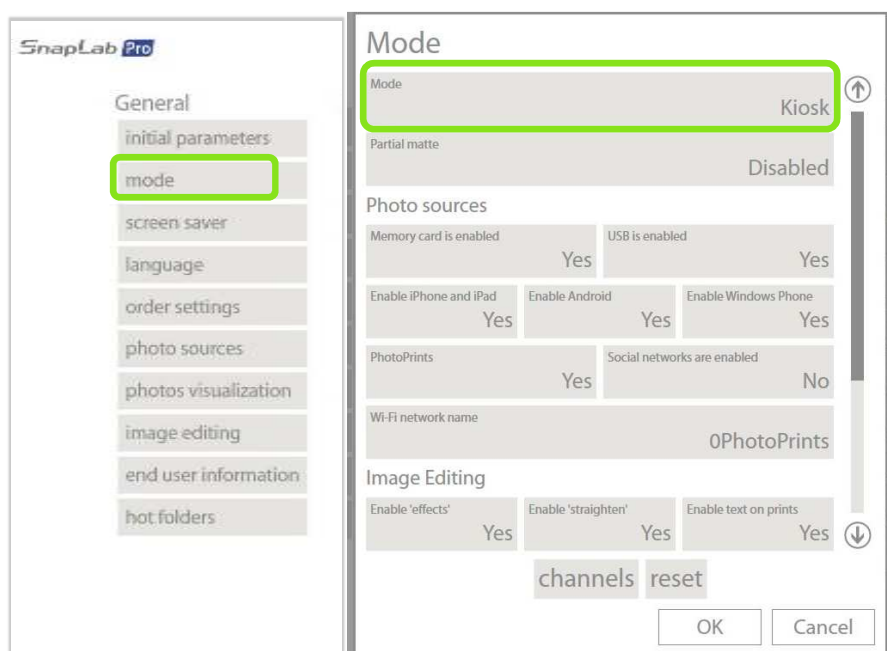 SnapLab Pro
General
initial parameters
mode
screen saver
language
order settings
photo sources
photos visualization
image editing
end user information
hot folders
Mode
Mode
Kiosk
Partial matte
Disabled
Photo sources
Memory card is enabled
Yes
USB is enabled
Yes
Enable iPhone and iPad
Yes
Enable Android
Yes
Enable Windows Phone
Yes
PhotoPrints
Yes
Social networks are enabled
No
Wi-Fi network name
0PhotoPrints
Image Editing
Enable 'effects'
Yes
Enable 'straighten'
Yes
Enable text on prints
Yes
channels reset
OK Cancel